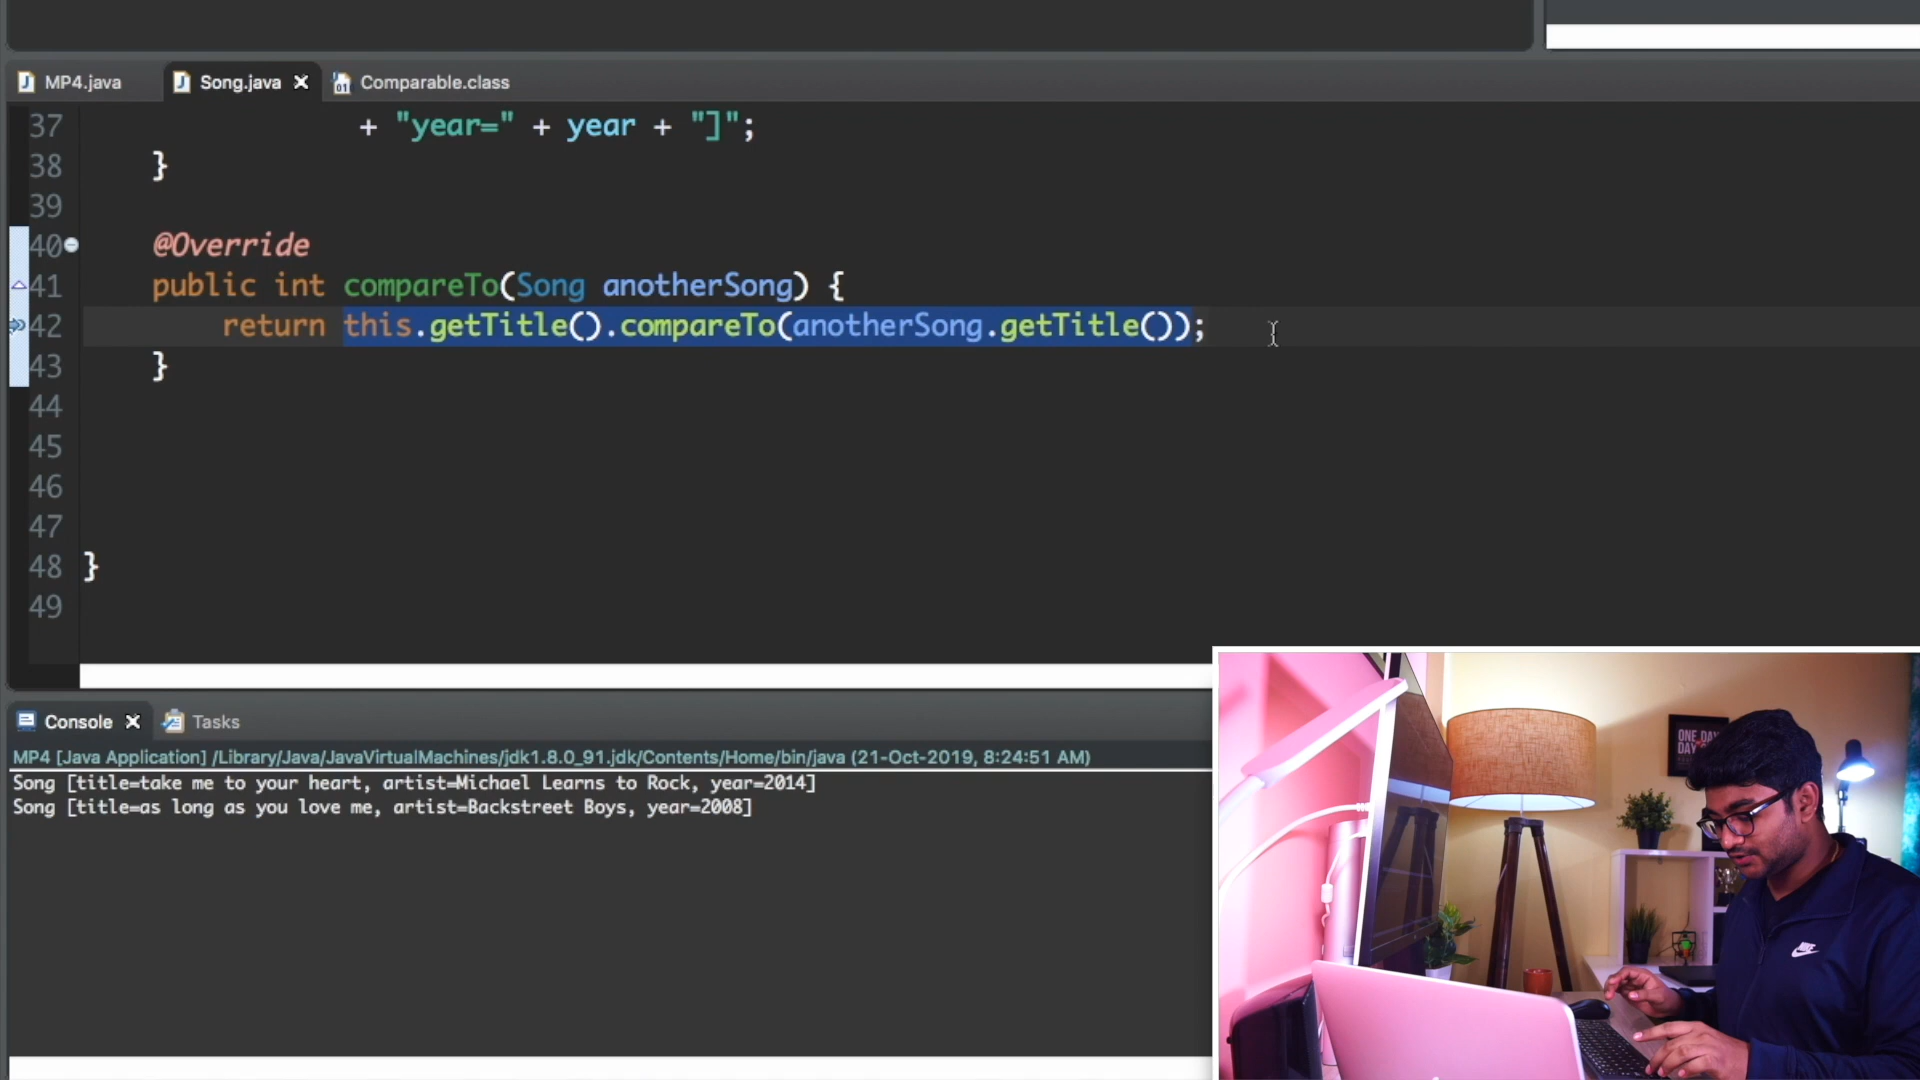 MP4.java
Song.java
Comparable.class
37 + "year=" + year + "]";
38 }
39
40 @Override
41 public int compareTo(Song anotherSong) {
42 return this.getTitle().compareTo(anotherSong.getTitle());
43 }
44
45
46
47
48 }
49
Console
Tasks
MP4 [Java Application] /Library/Java/JavaVirtualMachines/jdk1.8.0_91.jdk/Contents/Home/bin/java (21-Oct-2019, 8:24:51 AM)
Song [title=take me to your heart, artist=Michael Learns to Rock, year=2014]
Song [title=as long as you love me, artist=Backstreet Boys, year=2008]
ONE DAY
DAY O